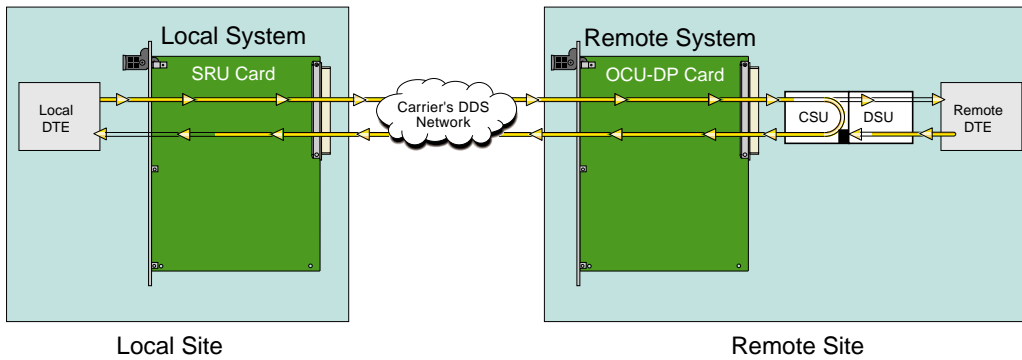 Local System
Remote System
SRU Card
OCU-DP Card
Local
DTE
Carrier's DDS
Network
CSU
DSU
Remote
DTE
Local Site
Remote Site